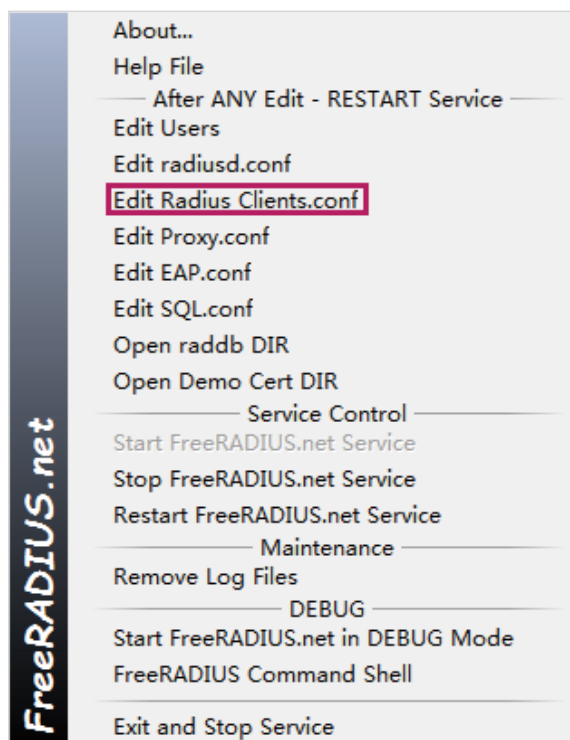 About...
Help File
After ANY Edit - RESTART Service
Edit Users
Edit radiusd.conf
Edit Radius Clients.conf
Edit Proxy.conf
Edit EAP.conf
Edit SQL.conf
Open raddb DIR
Open Demo Cert DIR
Service Control
Start FreeRADIUS.net Service
Stop FreeRADIUS.net Service
Restart FreeRADIUS.net Service
Maintenance
Remove Log Files
DEBUG
Start FreeRADIUS.net in DEBUG Mode
FreeRADIUS Command Shell
Exit and Stop Service
FreeRADIUS.net